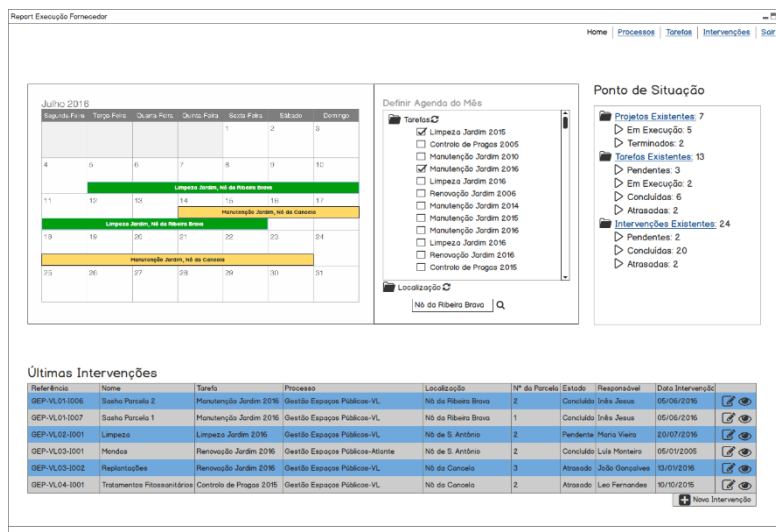 Report Execução Fornecedor
Home Processos Tarefas Intervenções Sair
Julho 2016
Segunda-Feira Terça-Feira Quarta-Feira Quinta-Feira Sexta-Feira Sábado Domingo
1 2 3
4 5 6 7 8 9 10
Limpeza Jardim, Nó da Ribeira Brava
11 12 13 14 15 16 17
Manutenção Jardim, Nó da Cancela
Limpeza Jardim, Nó da Ribeira Brava
18 19 20 21 22 23 24
Manutenção Jardim, Nó da Cancela
25 26 27 28 29 30 31
Definir Agenda do Mês
Tarefas
Limpeza Jardim 2015
Controlo de Pragas 2005
Manutenção Jardim 2010
Manutenção Jardim 2016
Limpeza Jardim 2016
Renovação Jardim 2006
Manutenção Jardim 2014
Manutenção Jardim 2015
Manutenção Jardim 2016
Limpeza Jardim 2016
Renovação Jardim 2016
Controlo de Pragas 2015
Localização
Nó da Ribeira Brava
Ponto de Situação
Projetos Existentes: 7
Em Execução: 5
Terminados: 2
Tarefas Existentes: 13
Pendentes: 3
Em Execução: 2
Concluídas: 6
Atrasadas: 2
Intervenções Existentes: 24
Pendentes: 2
Concluídas: 20
Atrasadas: 2
Últimas Intervenções
Referência Nome Tarefa Processo Localização Nº da Parcela Estado Responsável Data Intervenção
GEP-VL01-I006 Sacha Parcela 2 Manutenção Jardim 2016 Gestão Espaços Públicos-VL Nó da Ribeira Brava 2 Concluída Inês Jesus 05/06/2016
GEP-VL01-I007 Sacha Parcela 1 Manutenção Jardim 2016 Gestão Espaços Públicos-VL Nó da Ribeira Brava 1 Concluída Inês Jesus 05/06/2016
GEP-VL02-I001 Limpeza Limpeza Jardim 2016 Gestão Espaços Públicos-VL Nó de S. António 2 Pendente Mario Vieira 20/07/2016
GEP-VL03-I001 Mondas Renovação Jardim 2016 Gestão Espaços Públicos-Atlante Nó de S. António 2 Concluída Luís Monteiro 05/01/2005
GEP-VL03-I002 Replantações Renovação Jardim 2016 Gestão Espaços Públicos-VL Nó da Cancela 3 Atrasado João Gonçalves 13/01/2016
GEP-VL04-I001 Tratamentos Fitossanitários Controlo de Pragas 2015 Gestão Espaços Públicos-VL Nó da Cancela 2 Atrasado Leo Fernandes 10/10/2015
Nova Intervenção